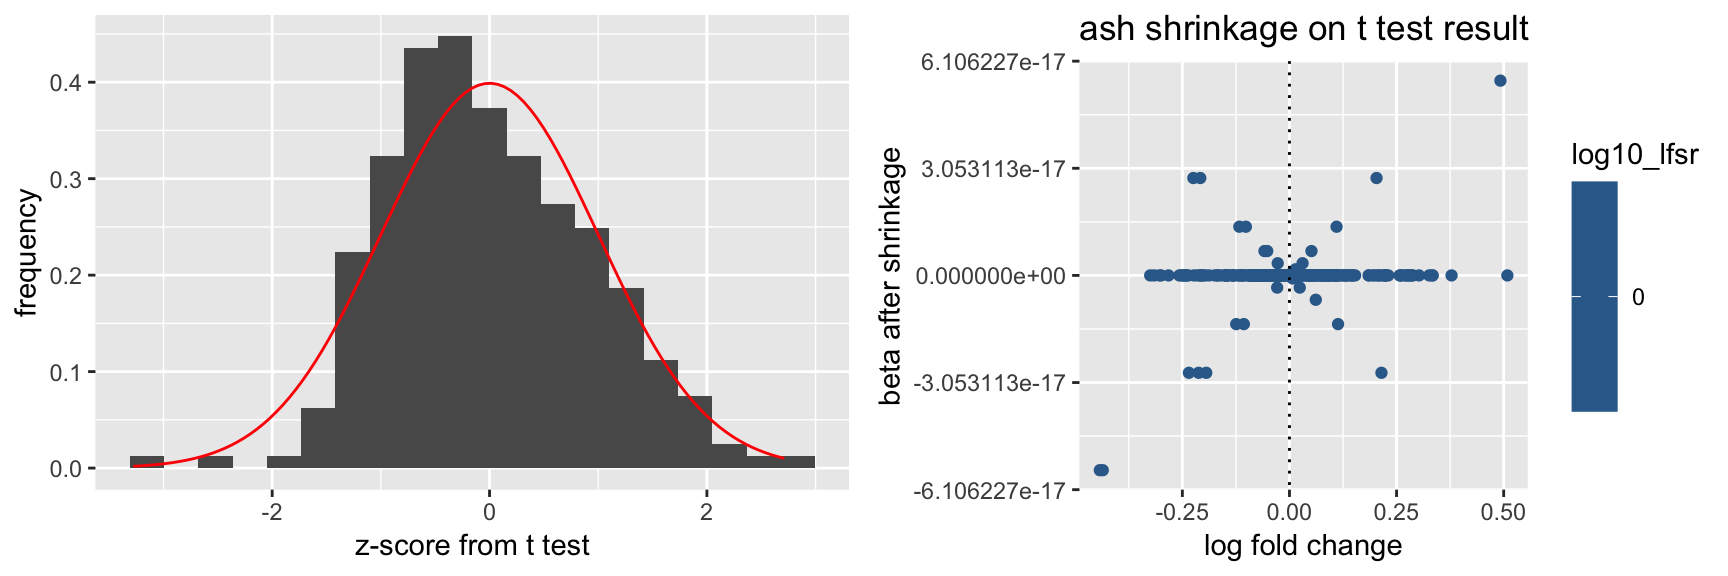 frequency
0.4
0.3
0.2
0.1
0.0
-2
0
2
z-score from t test
ash shrinkage on t test result
beta after shrinkage
6.106227e-17
3.053113e-17
0.000000e+00
-3.053113e-17
-6.106227e-17
-0.25
0.00
0.25
0.50
log fold change
log10_lfsr
0